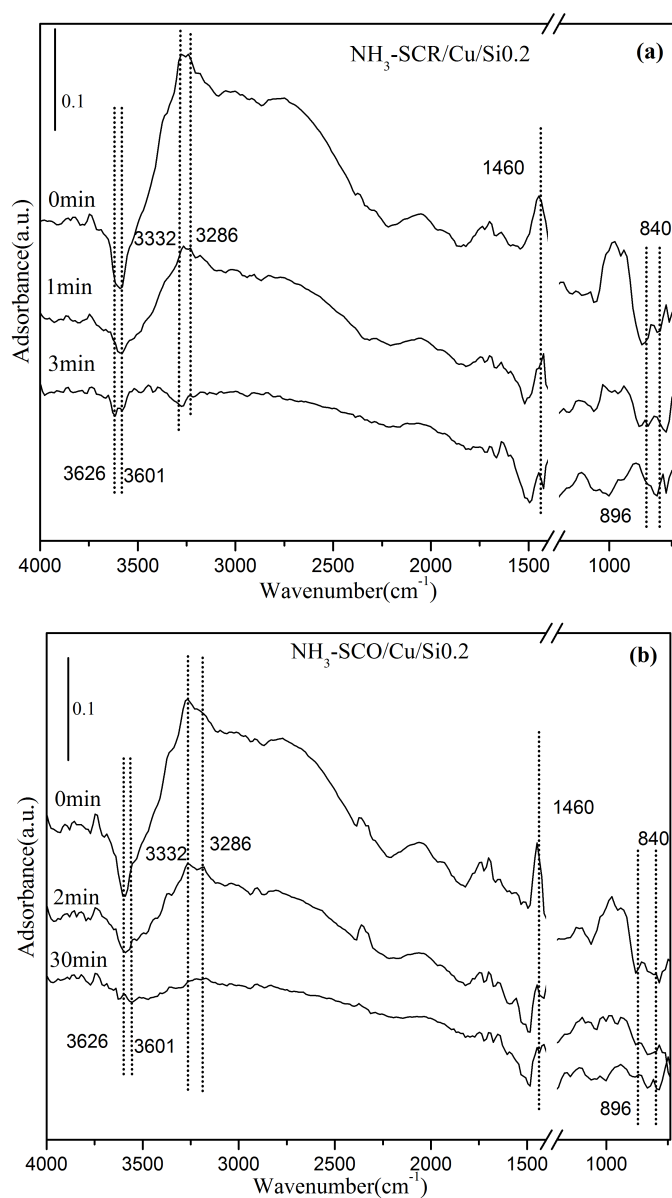 NH₃-SCR/Cu/Si0.2
(a)
0.1
1460
0min
840
3332
3286
1min
3min
3626
3601
896
Adsorbance(a.u.)
4000 3500 3000 2500 2000 1500 1000
Wavenumber(cm⁻¹)
NH₃-SCO/Cu/Si0.2
(b)
0.1
0min
1460
840
3332
3286
2min
30min
3626
3601
896
Adsorbance(a.u.)
4000 3500 3000 2500 2000 1500 1000
Wavenumber(cm⁻¹)